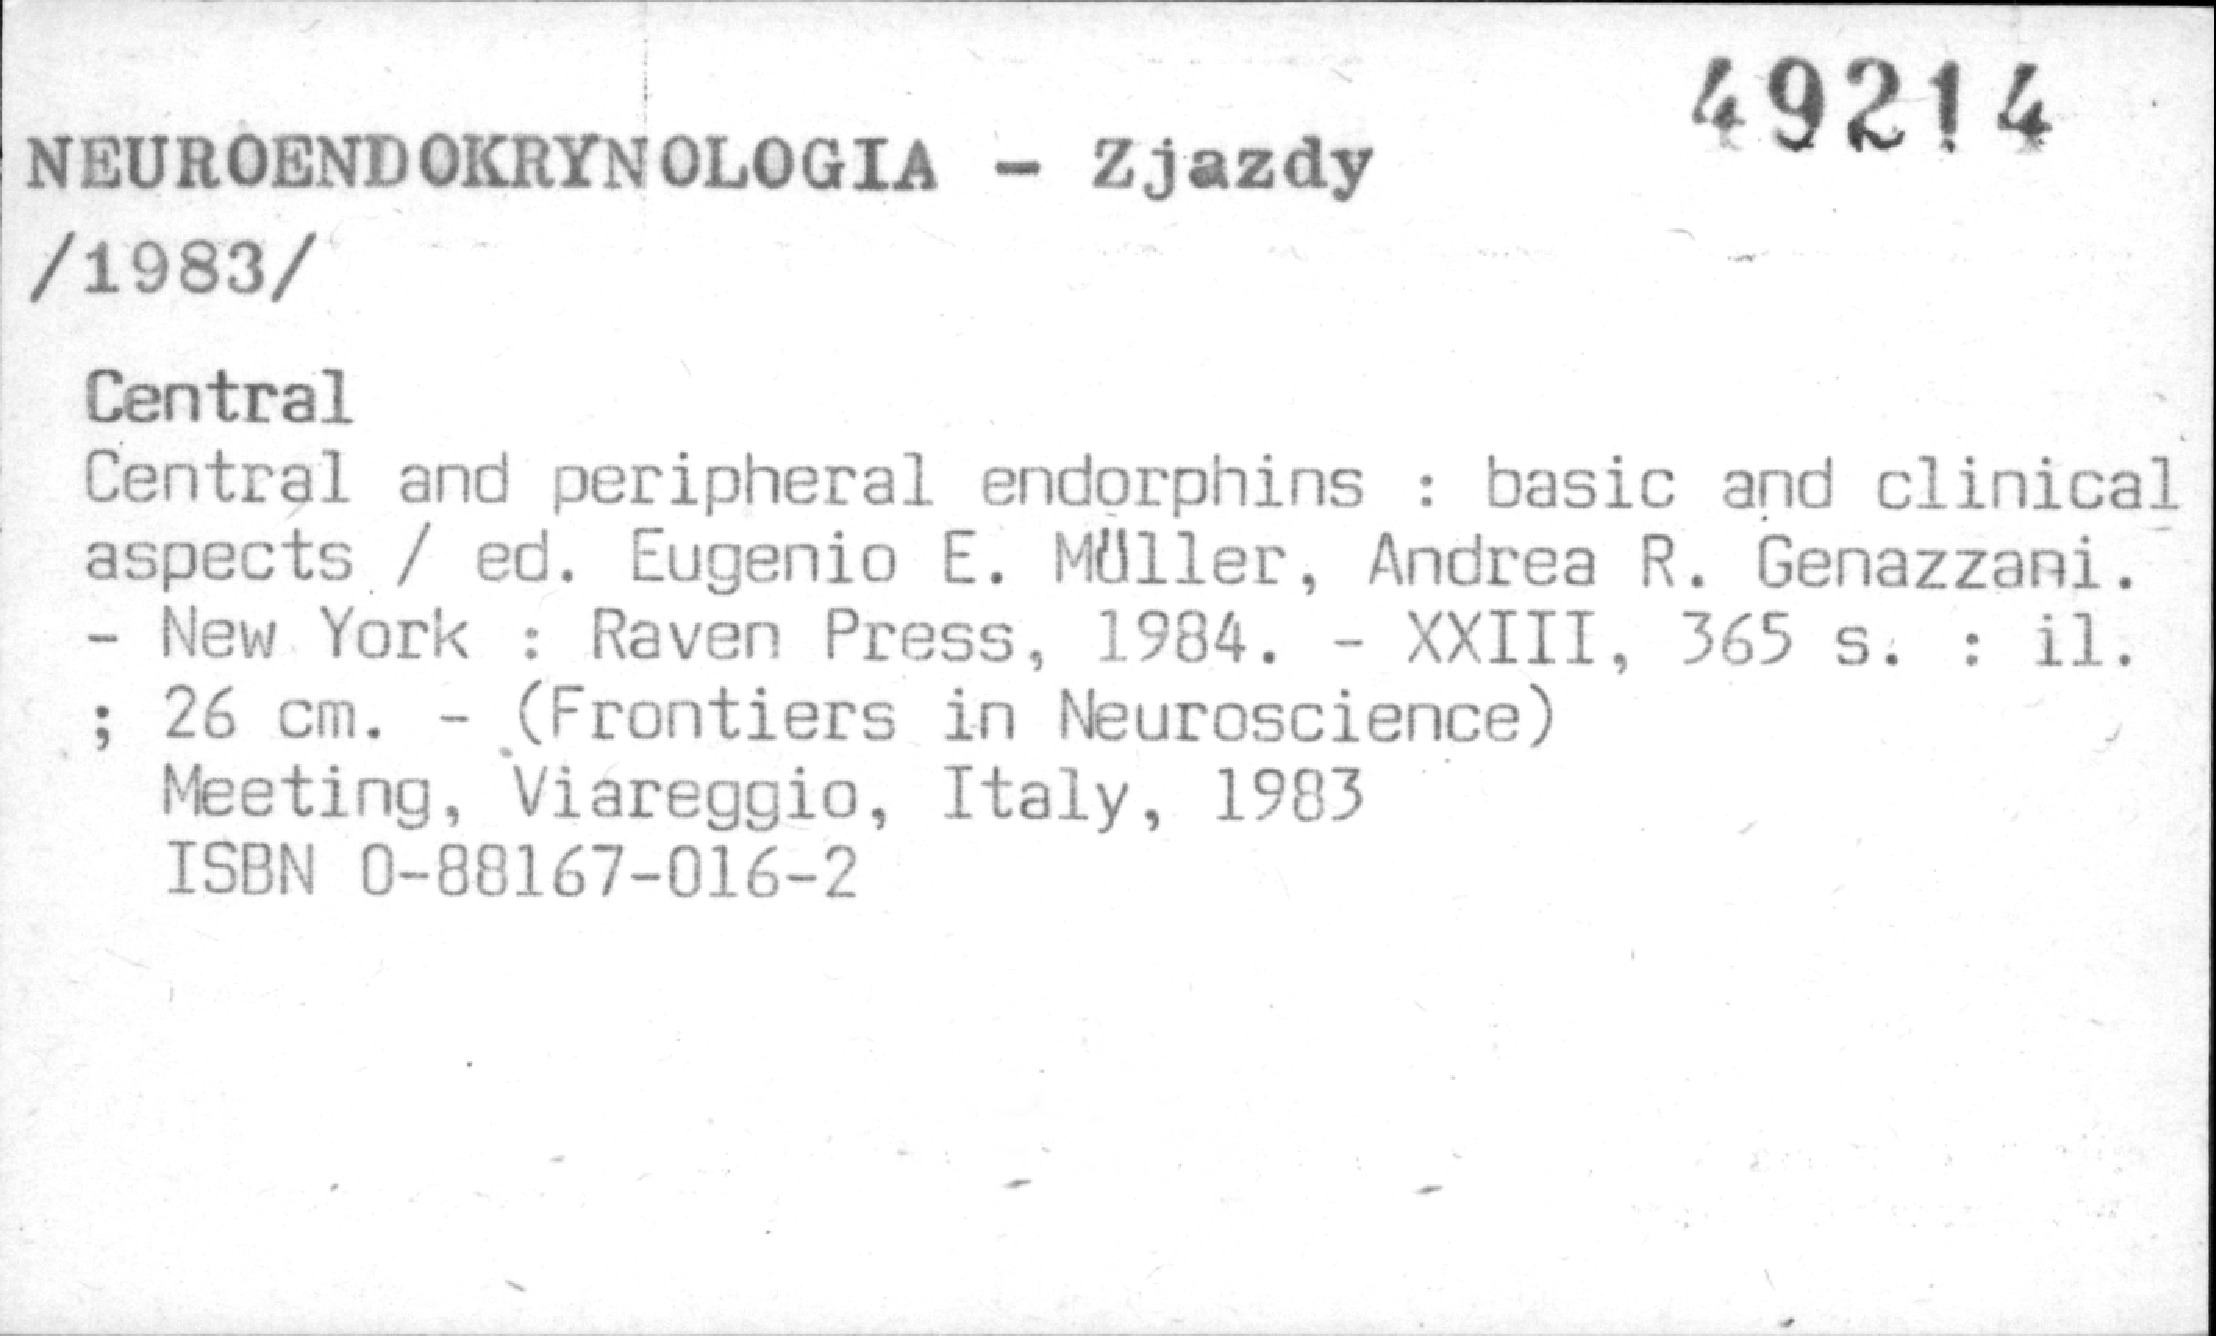 49214
NEUROENDOKRYNOLOGIA - Zjazdy
/1983/
Central
Central and peripheral endorphins : basic and clinical
aspects / ed. Eugenio E. Müller, Andrea R. Genazzani.
- New York : Raven Press, 1984. - XXIII, 365 s. : il.
; 26 cm. - (Frontiers in Neuroscience)
Meeting, Viareggio, Italy, 1983
ISBN 0-88167-016-2